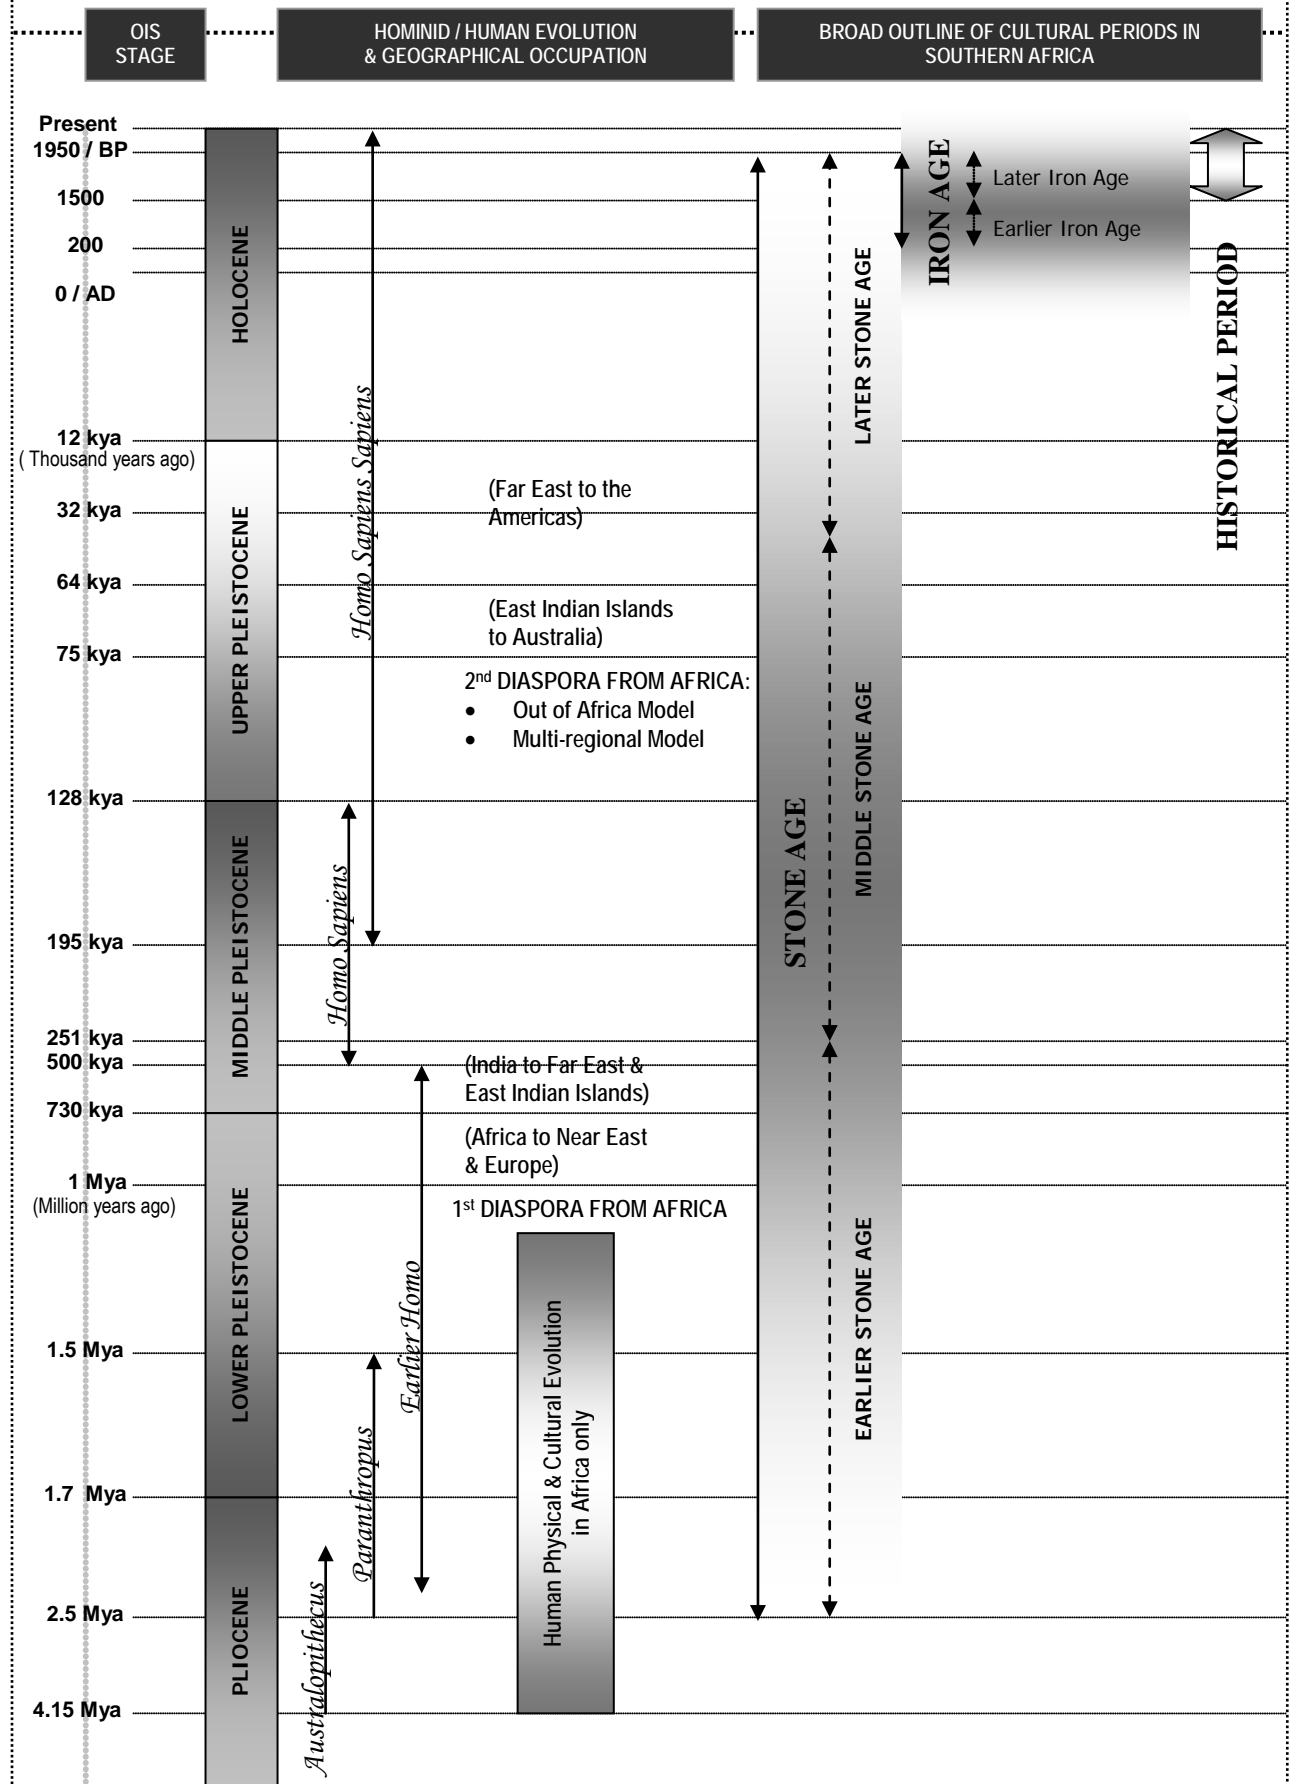 OIS
STAGE
HOMINID / HUMAN EVOLUTION
& GEOGRAPHICAL OCCUPATION
BROAD OUTLINE OF CULTURAL PERIODS IN
SOUTHERN AFRICA
Present
1950 / BP
1500
200
0 / AD
12 kya
( Thousand years ago)
32 kya
64 kya
75 kya
128 kya
195 kya
251 kya
500 kya
730 kya
1 Mya
(Million years ago)
1.5 Mya
1.7 Mya
2.5 Mya
4.15 Mya
HOLOCENE
UPPER PLEISTOCENE
MIDDLE PLEISTOCENE
LOWER PLEISTOCENE
PLIOCENE
Homo Sapiens Sapiens
Homo Sapiens
Earlier Homo
Paranthropus
Australopithecus
(Far East to the
Americas)
(East Indian Islands
to Australia)
2nd DIASPORA FROM AFRICA:
• Out of Africa Model
• Multi-regional Model
(India to Far East &
East Indian Islands)
(Africa to Near East
& Europe)
1st DIASPORA FROM AFRICA
Human Physical & Cultural Evolution
in Africa only
STONE AGE
LATER STONE AGE
MIDDLE STONE AGE
EARLIER STONE AGE
IRON AGE
Later Iron Age
Earlier Iron Age
HISTORICAL PERIOD